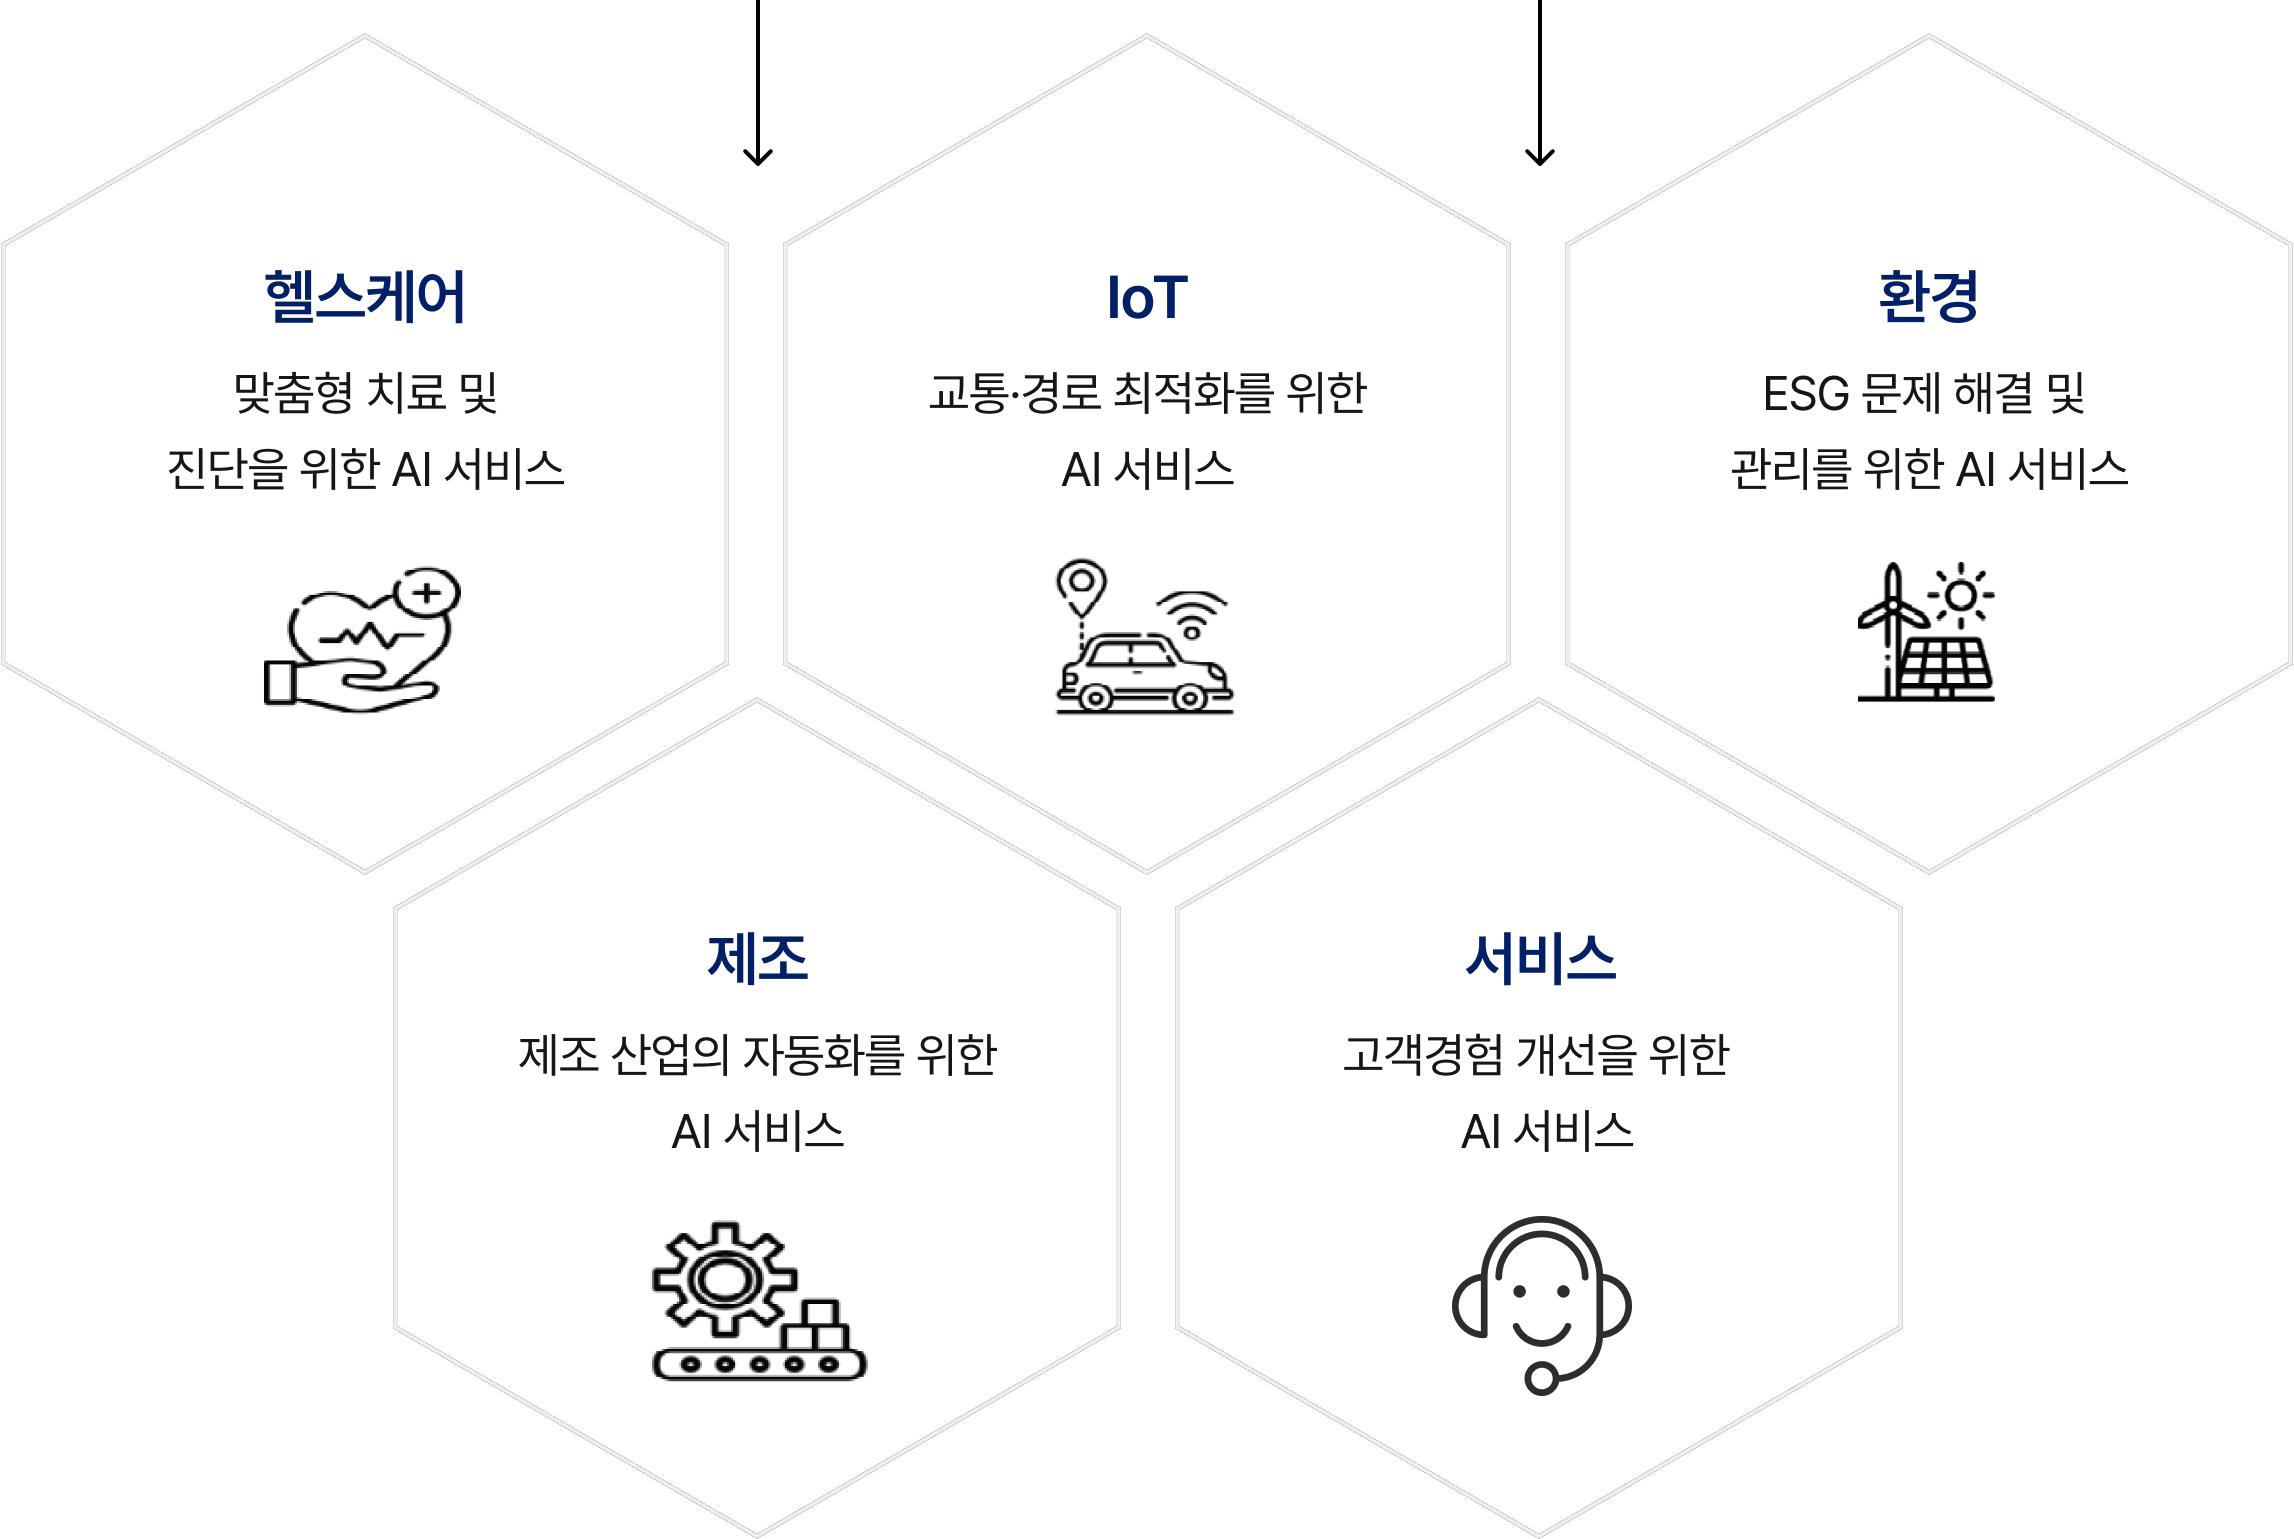 헬스케어
맞춤형 치료 및
진단을 위한 AI 서비스
IoT
교통·경로 최적화를 위한
AI 서비스
환경
ESG 문제 해결 및
관리를 위한 AI 서비스
제조
제조 산업의 자동화를 위한
AI 서비스
서비스
고객경험 개선을 위한
AI 서비스